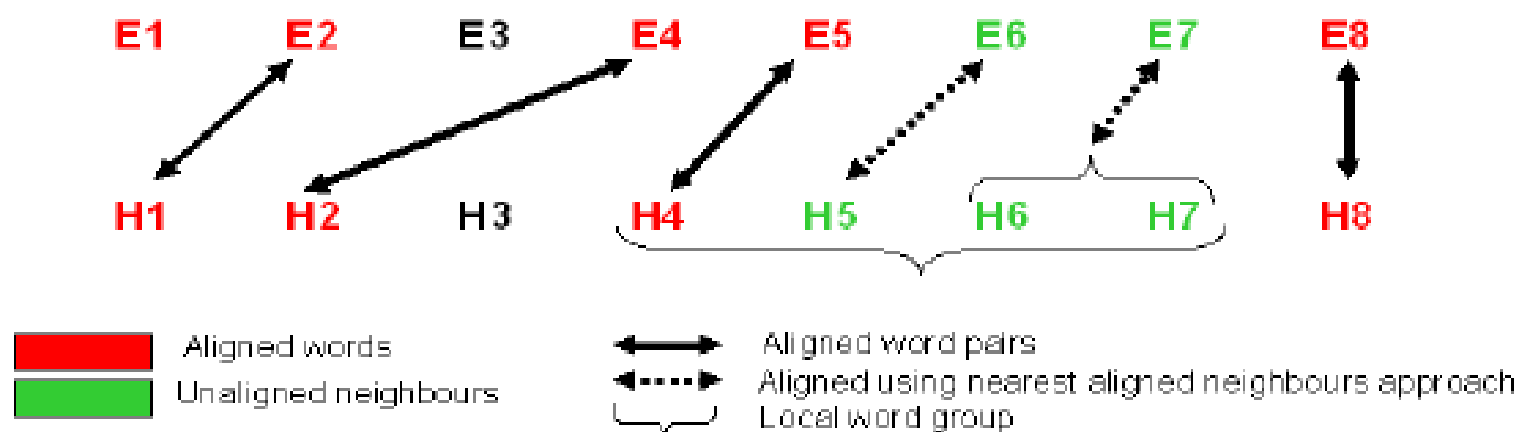 E1 E2 E3 E4 E5 E6 E7 E8
H1 H2 H3 H4 H5 H6 H7 H8
Aligned words
Unaligned neighbours
Aligned word pairs
Aligned using nearest aligned neighbours approach
Local word group